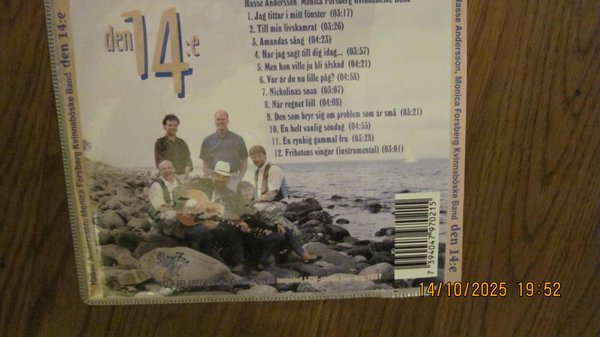 Hasse Andersson Monica Forsberg Kvinnaböske Band
den 14:e
1. Jag tittar i mitt fönster (03:17)
2. Till min livskamrat (03:26)
3. Amandas sång (04:23)
4. Har jag sagt till dig idag... (03:57)
5. Men hon ville ju bli älskad (04:21)
6. Var är du nu lille påg? (04:58)
7. Nickolinas snoa (03:07)
8. När regnet föll (04:08)
9. Den som bryr sig om problem som är små (03:21)
10. En helt vanlig söndag (04:55)
11. En rynkig gammal fru (03:28)
12. Frihetens vingar (instrumental) (03:01)
Hasse Andersson, Monica Forsberg Kvinnaböske Band den 14:e
Hasse Andersson, Monica Forsberg Kvinnaböske Band den 14:e
SlowFox
7 394047 970215
14/10/2025 19:52